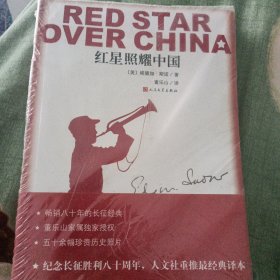 RED STAR
OVER CHINA
红星照耀中国
(美) 埃德加·斯诺 / 著
董乐山 / 译
人民文学出版社
Edgar Snow
★ 畅销八十年的长征经典
★ 董乐山家属独家授权
★ 五十余幅珍贵历史照片
★ 纪念长征胜利八十周年,人文社重推最经典译本